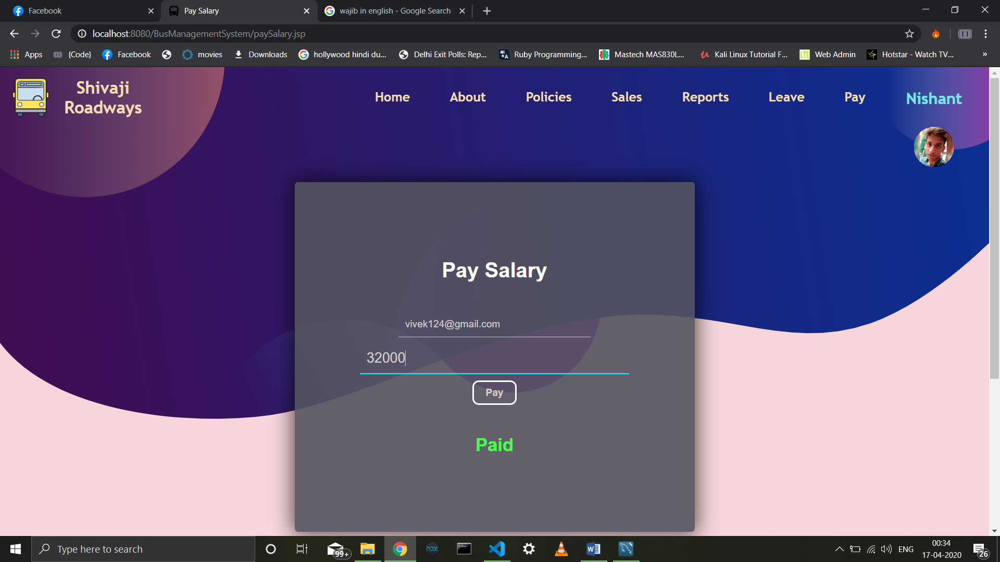 Facebook
Pay Salary
wajib in english - Google Search
localhost:8080/BusManagementSystem/paySalary.jsp
Apps
{Code}
Facebook
movies
Downloads
hollywood hindi du...
Delhi Exit Polls: Rep...
Ruby Programming...
Mastech MAS830L...
Kali Linux Tutorial F...
LTE
Web Admin
Hotstar - Watch TV...
»
Shivaji
Roadways
Home
About
Policies
Sales
Reports
Leave
Pay
Nishant
Pay Salary
vivek124@gmail.com
32000
Pay
Paid
Type here to search
99+
nox
ENG
00:34
17-04-2020
26